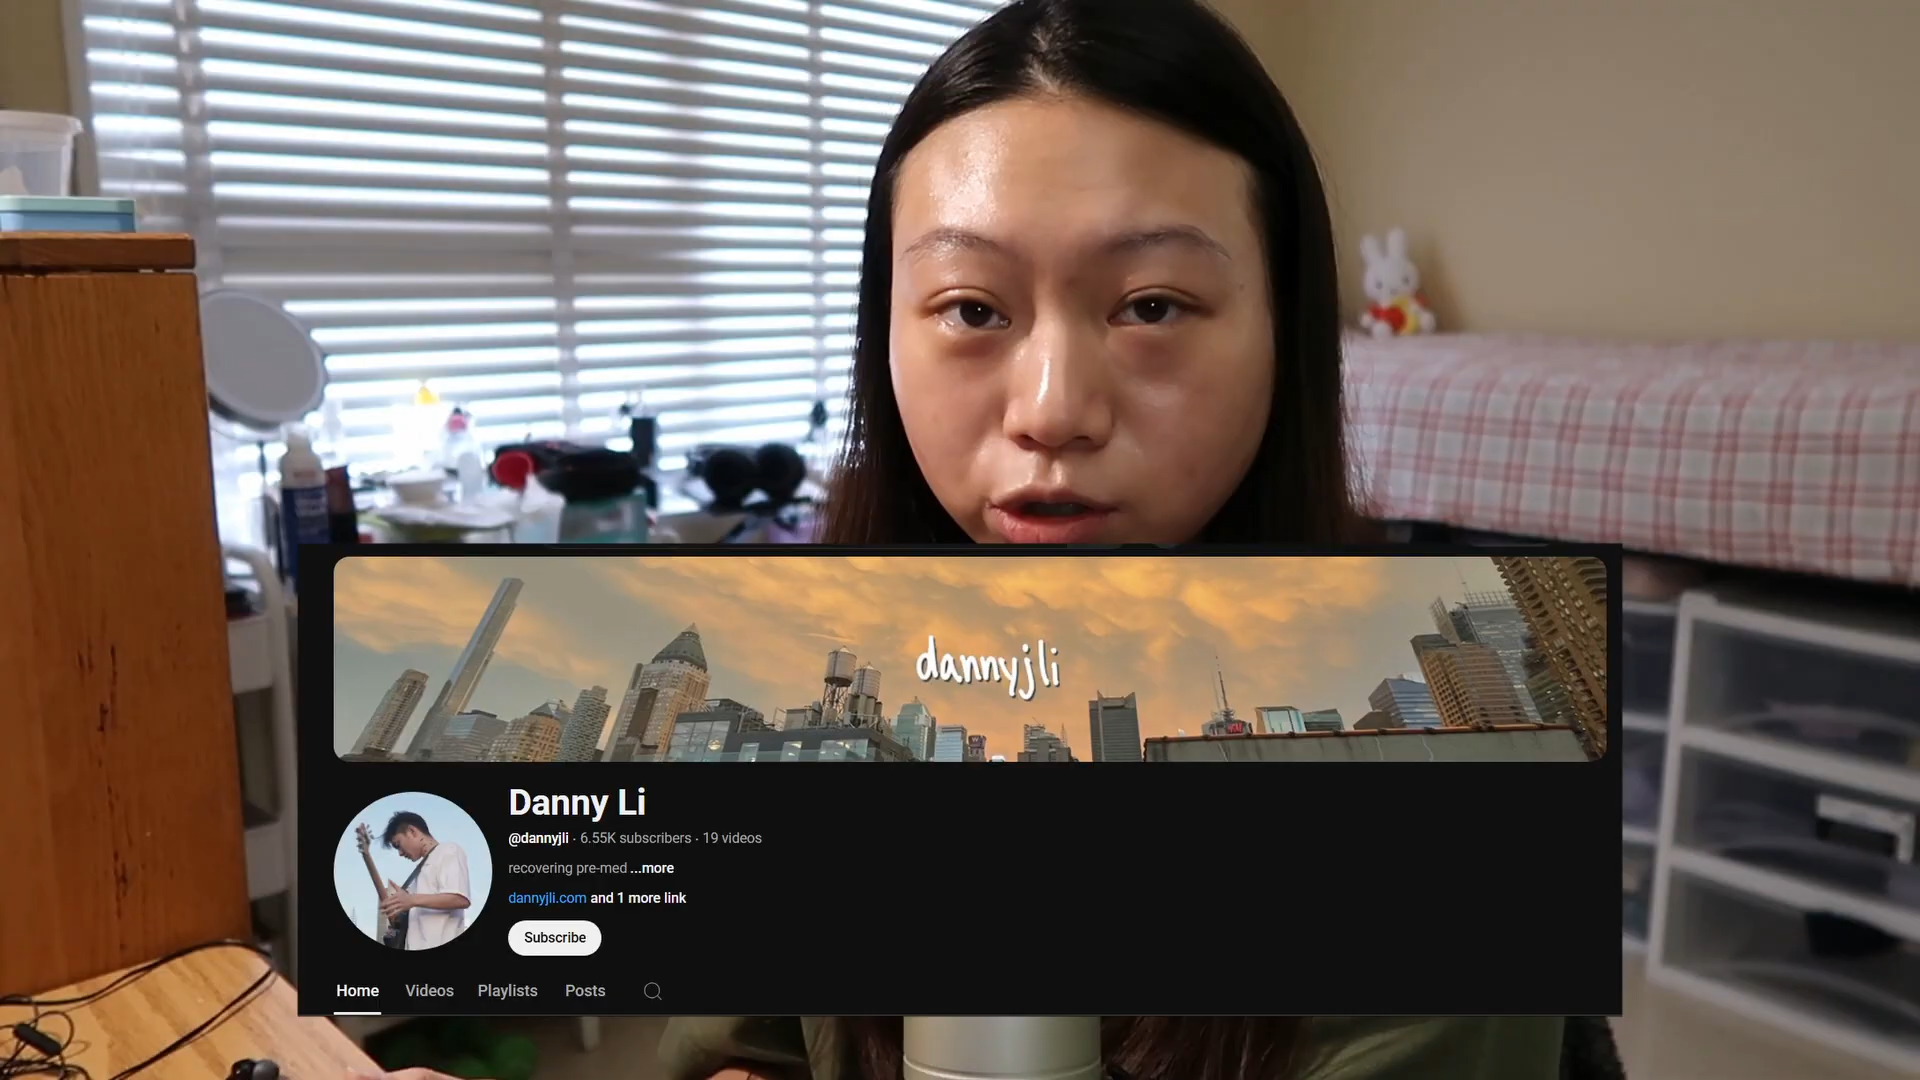 dannyjli
Danny Li
@dannyjli · 6.55K subscribers · 19 videos
recovering pre-med ...more
dannyjli.com and 1 more link
Subscribe
Home Videos Playlists Posts